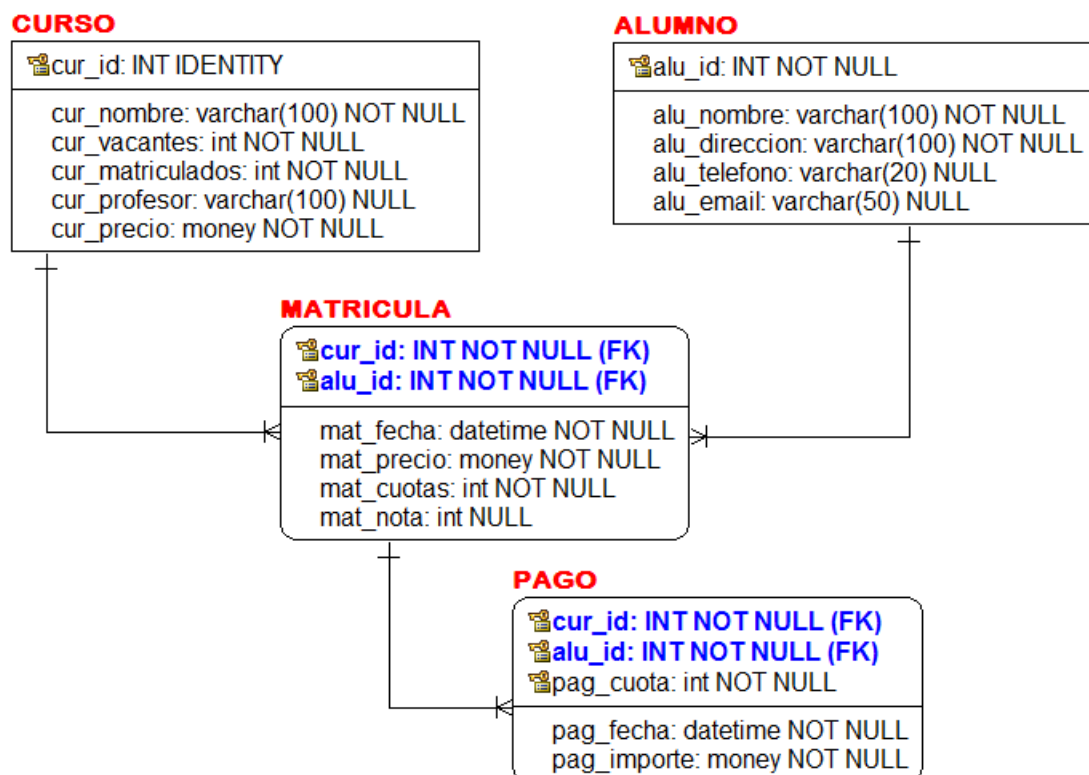 CURSO
cur_id: INT IDENTITY
cur_nombre: varchar(100) NOT NULL
cur_vacantes: int NOT NULL
cur_matriculados: int NOT NULL
cur_profesor: varchar(100) NULL
cur_precio: money NOT NULL
ALUMNO
alu_id: INT NOT NULL
alu_nombre: varchar(100) NOT NULL
alu_direccion: varchar(100) NOT NULL
alu_telefono: varchar(20) NULL
alu_email: varchar(50) NULL
MATRICULA
cur_id: INT NOT NULL (FK)
alu_id: INT NOT NULL (FK)
mat_fecha: datetime NOT NULL
mat_precio: money NOT NULL
mat_cuotas: int NOT NULL
mat_nota: int NULL
PAGO
cur_id: INT NOT NULL (FK)
alu_id: INT NOT NULL (FK)
pag_cuota: int NOT NULL
pag_fecha: datetime NOT NULL
pag_importe: money NOT NULL